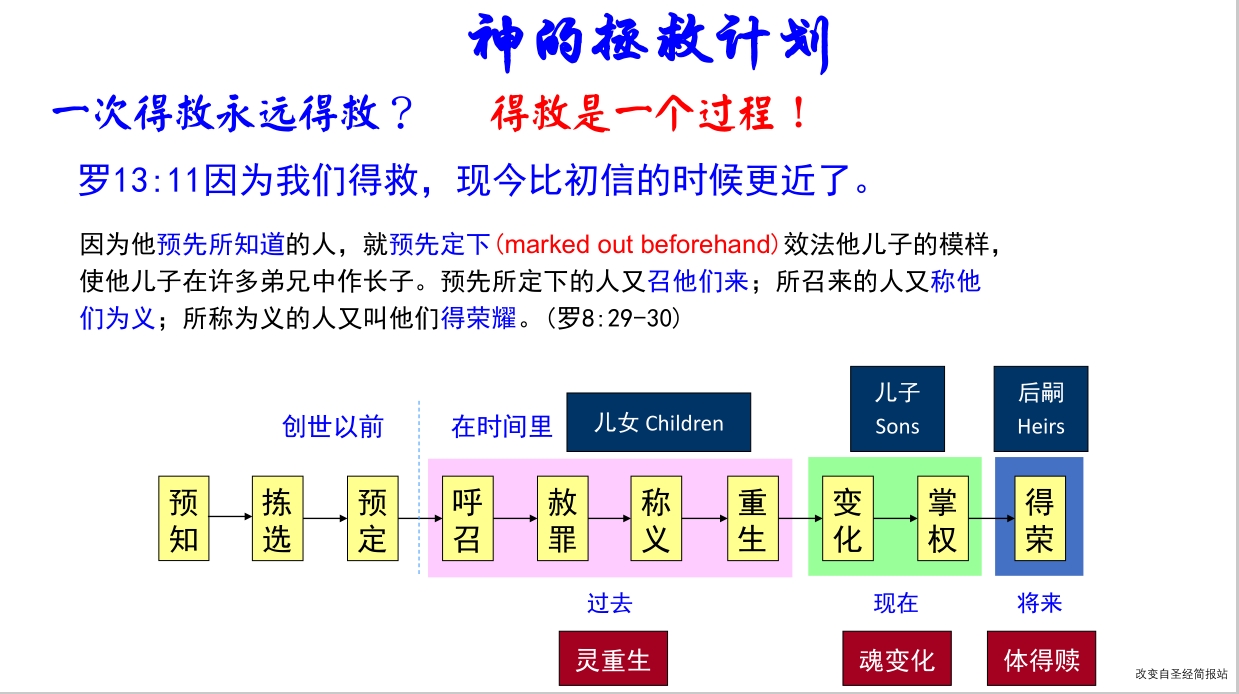 神的拯救计划
一次得救永远得救？ 得救是一个过程！
罗13:11因为我们得救，现今比初信的时候更近了。
因为他预先所知道的人，就预先定下(marked out beforehand)效法他儿子的模样，
使他儿子在许多弟兄中作长子。预先所定下的人又召他们来；所召来的人又称他
们为义；所称为义的人又叫他们得荣耀。(罗8:29-30)
创世以前
在时间里
儿女 Children
儿子
Sons
后嗣
Heirs
预知
拣选
预定
呼召
赦罪
称义
重生
变化
掌权
得荣
过去
现在
将来
灵重生
魂变化
体得赎
改变自圣经简报站